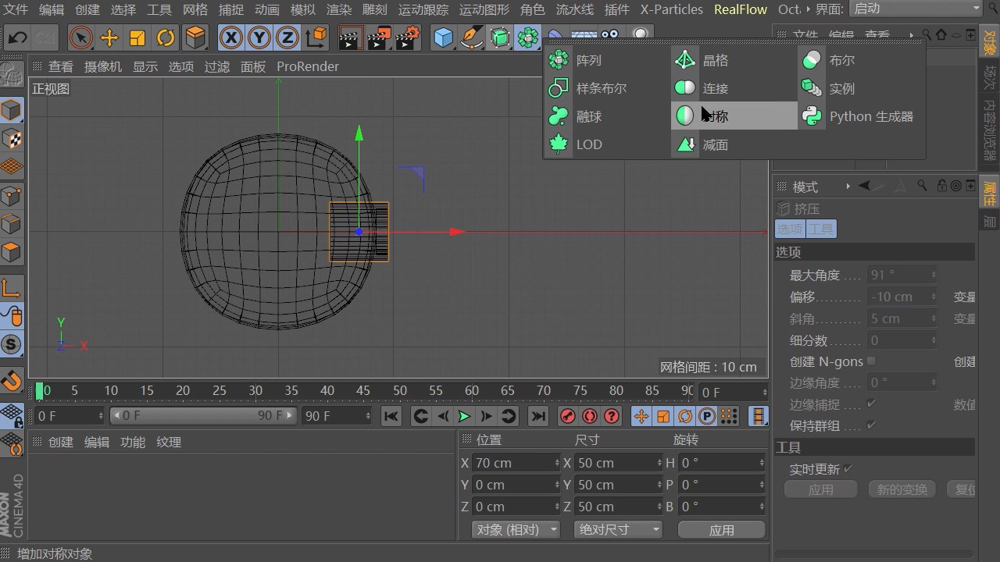 文件 编辑 创建 选择 工具 网格 捕捉 动画 模拟 渲染 雕刻 运动跟踪 运动图形 角色 流水线 插件 X-Particles RealFlow Oct 界面: 启动
文件 编辑 查看
查看 摄像机 显示 选项 过滤 面板 ProRender
正视图
阵列 晶格 布尔
样条布尔 连接 实例
融球 对称 Python 生成器
LOD 减面
对象
场次
内容浏览器
属性
层
模式
挤压
选项 工具
选项
最大角度 .... 91 °
偏移 -10 cm 变量
斜角 5 cm 变量
细分数 0
创建 N-gons 创建
边缘角度 .... 0 °
边缘捕捉 .... 数值
保持群组 ....
工具
实时更新
应用 新的变换 复位
Y
Z X
网格间距 : 10 cm
0 5 10 15 20 25 30 35 40 45 50 55 60 65 70 75 80 85 90 0 F
0 F 0 F 90 F 90 F
创建 编辑 功能 纹理
位置 尺寸 旋转
X 70 cm X 50 cm H 0 °
Y 0 cm Y 50 cm P 0 °
Z 0 cm Z 50 cm B 0 °
对象 (相对) 绝对尺寸 应用
MAXON
CINEMA 4D
增加对称对象